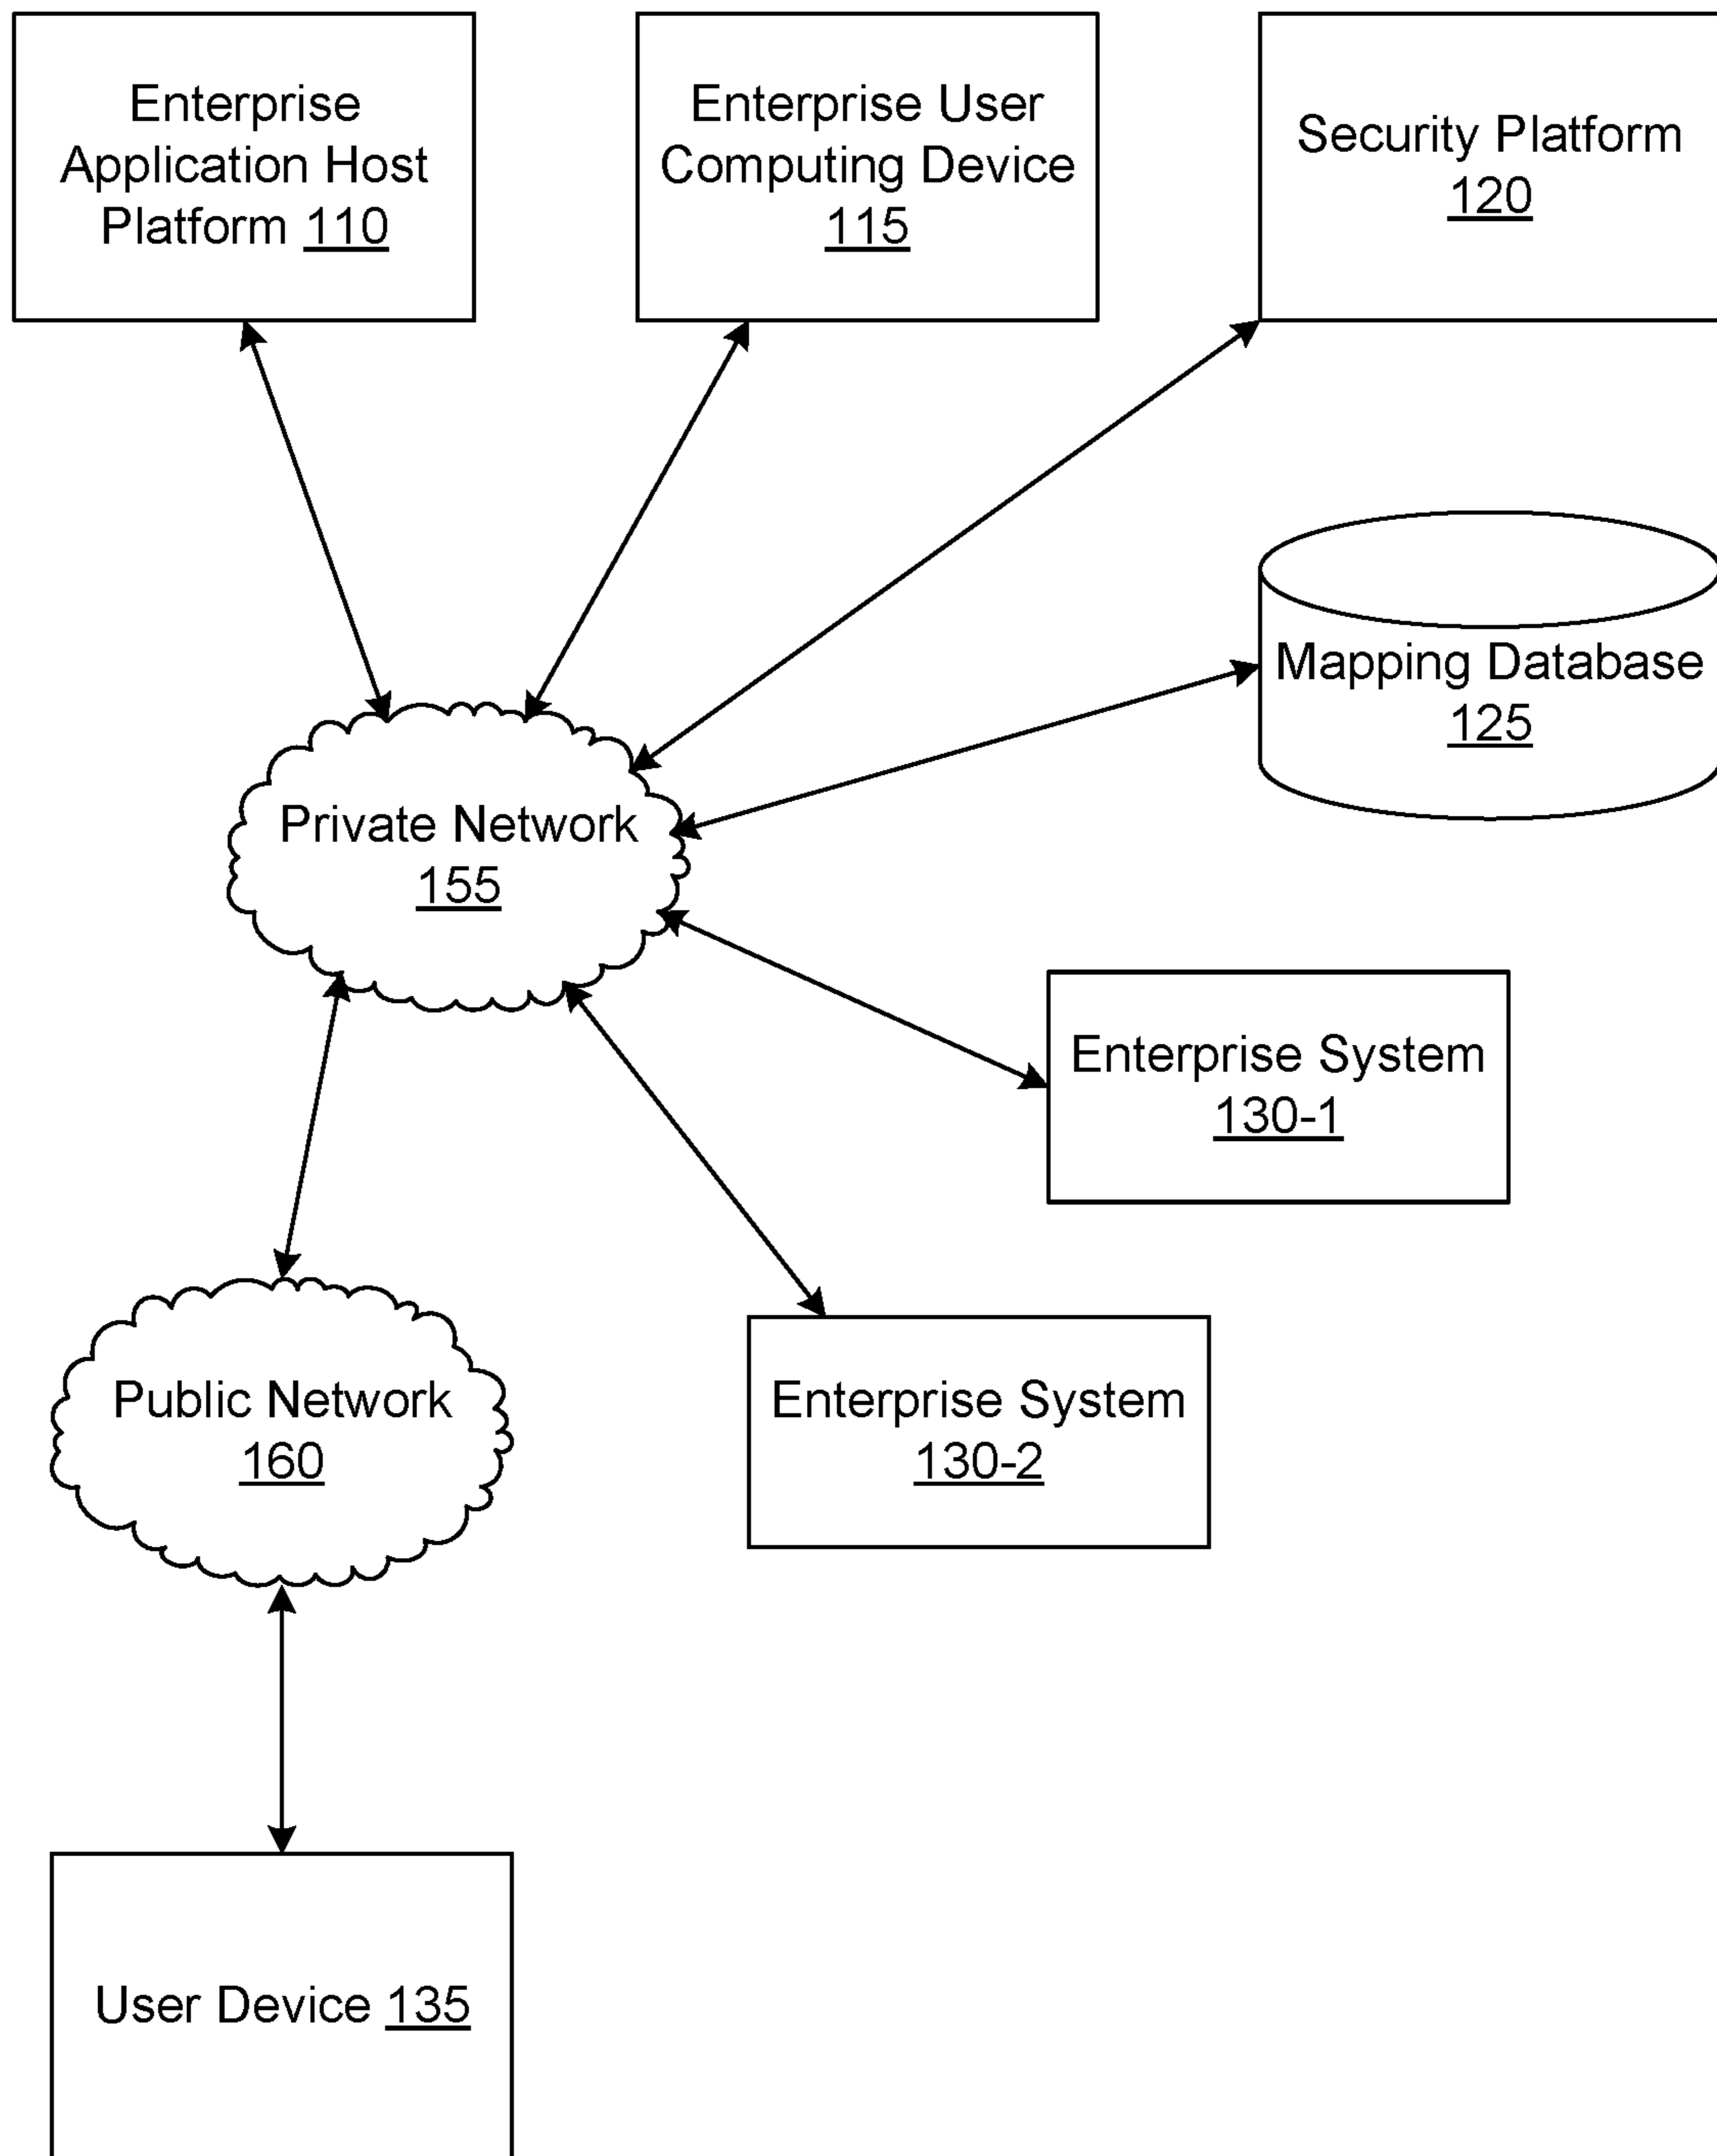 Enterprise
Application Host
Platform 110
Enterprise User
Computing Device
115
Security Platform
120
Mapping Database
125
Private Network
155
Enterprise System
130-1
Public Network
160
Enterprise System
130-2
User Device 135